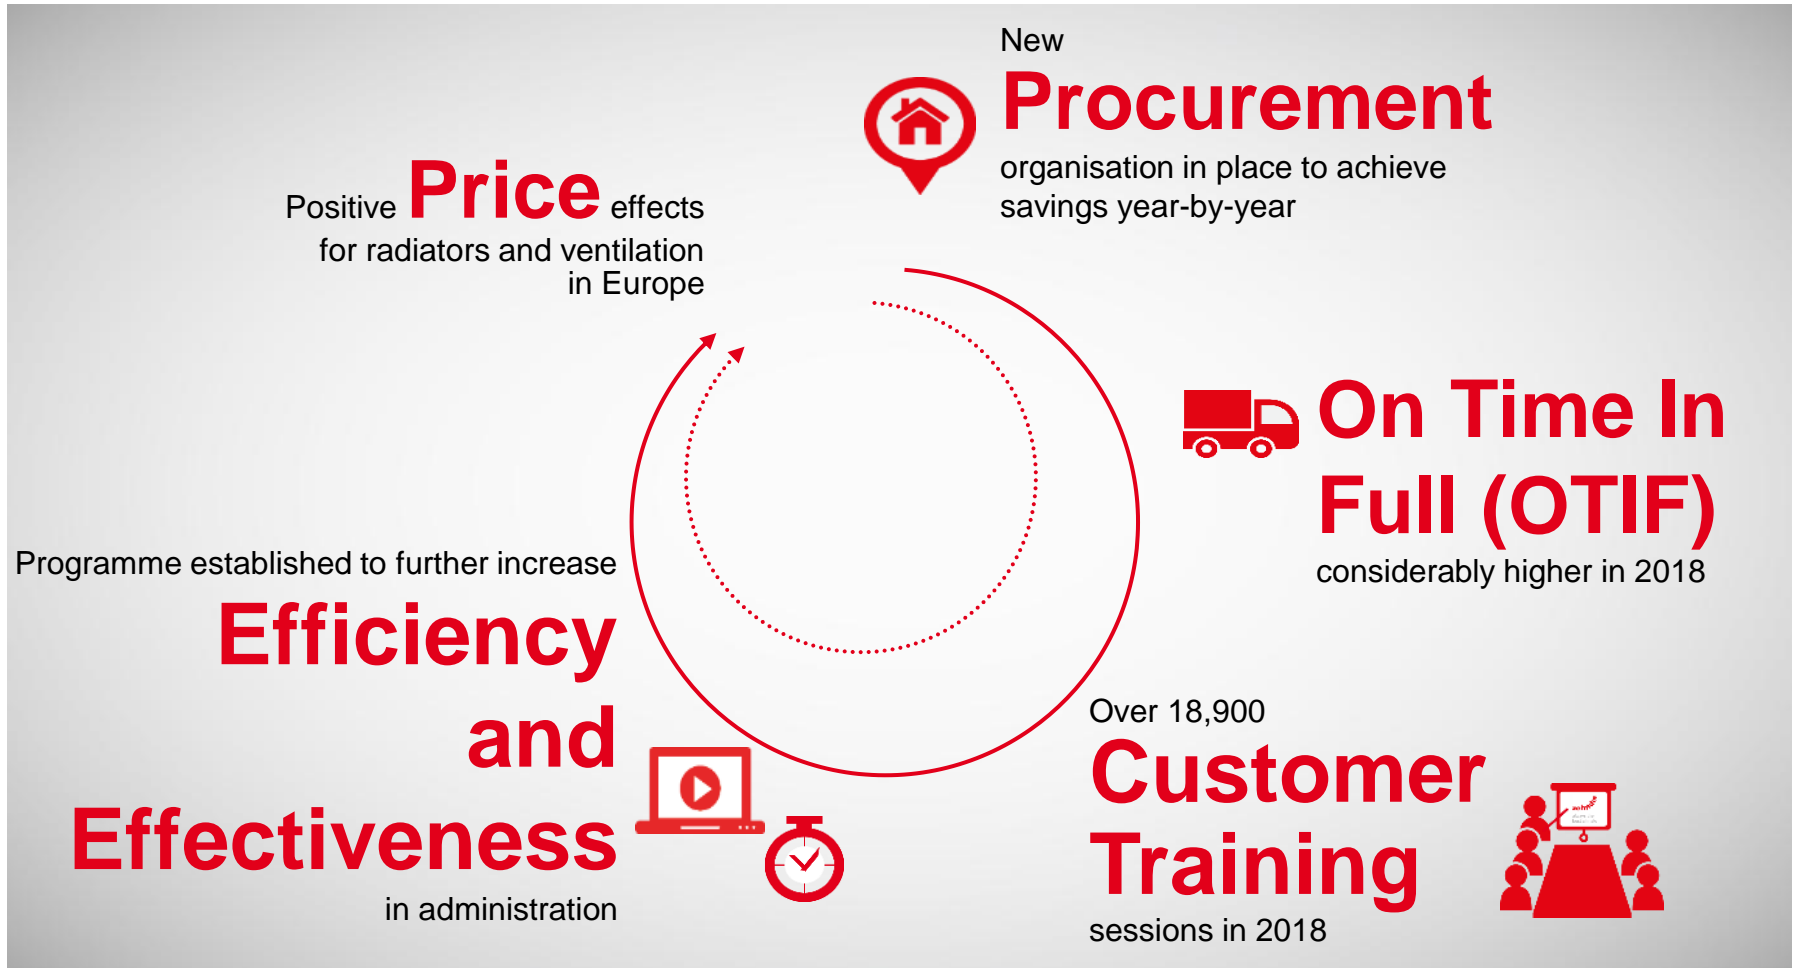 New
Procurement
organisation in place to achieve
savings year-by-year
On Time In
Full (OTIF)
considerably higher in 2018
Over 18,900
Customer
Training
sessions in 2018
Programme established to further increase
Efficiency
and
Effectiveness
in administration
Positive Price effects
for radiators and ventilation
in Europe